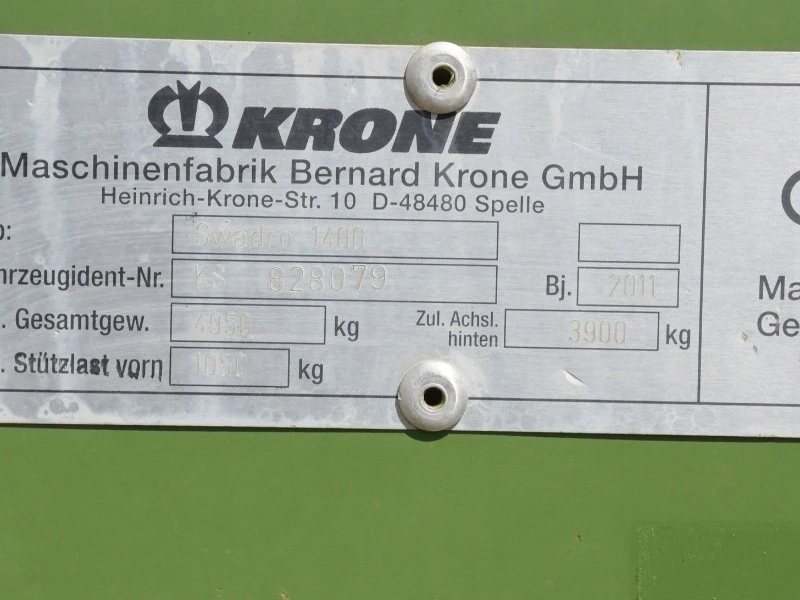 KRONE
Maschinenfabrik Bernard Krone GmbH
Heinrich-Krone-Str. 10 D-48480 Spelle
p: Swadro 1400
hrzeugident-Nr. KS 828079 Bj. 2011
. Gesamtgew. 4950 kg Zul. Achsl. hinten 3900 kg
. Stützlast vorn 1050 kg
Ma
Ge